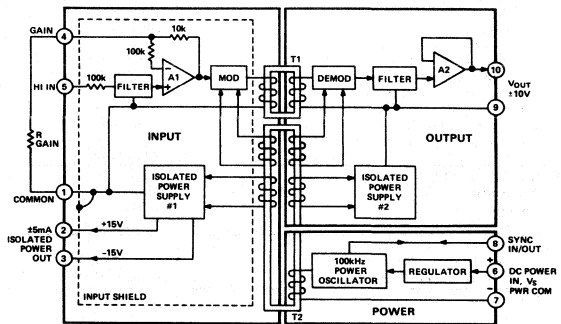 GAIN
4
10k
100k
A1
HI IN
5
100k
FILTER
MOD
T1
DEMOD
FILTER
A2
10
VOUT
±10V
9
INPUT
OUTPUT
R
GAIN
1
COMMON
ISOLATED
POWER
SUPPLY
#1
ISOLATED
POWER
SUPPLY
#2
±5mA
ISOLATED
POWER
OUT
2
+15V
3
−15V
INPUT SHIELD
T2
100kHz
POWER
OSCILLATOR
REGULATOR
8
SYNC
IN/OUT
+
6
DC POWER
IN, VS
PWR COM
−
7
POWER